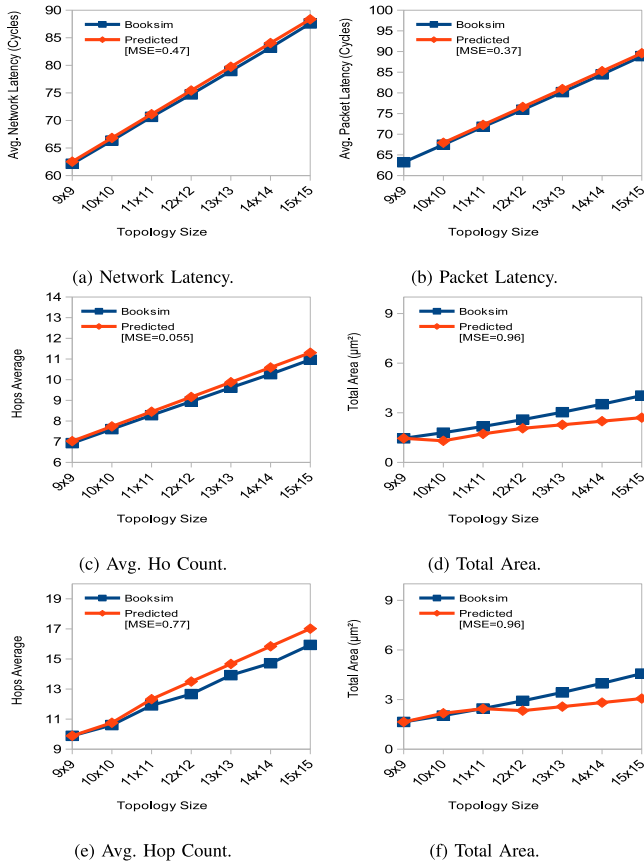 90
85
80
75
70
65
60
Avg. Network Latency (Cycles)
Booksim
Predicted
[MSE=0.47]
9x9
10x10
11x11
12x12
13x13
14x14
15x15
Topology Size
(a) Network Latency.
100
95
90
85
80
75
70
65
60
Avg. Packet Latency (Cycles)
Booksim
Predicted
[MSE=0.37]
9x9
10x10
11x11
12x12
13x13
14x14
15x15
Topology Size
(b) Packet Latency.
14
13
12
11
10
9
8
7
6
Hops Average
Booksim
Predicted
[MSE=0.055]
9x9
10x10
11x11
12x12
13x13
14x14
15x15
Topology Size
(c) Avg. Ho Count.
9
6
3
0
Total Area (µm²)
Booksim
Predicted
[MSE=0.96]
9x9
10x10
11x11
12x12
13x13
14x14
15x15
Topology Size
(d) Total Area.
19
17
15
13
11
9
Hops Average
Booksim
Predicted
[MSE=0.77]
9x9
10x10
11x11
12x12
13x13
14x14
15x15
Topology Size
(e) Avg. Hop Count.
9
6
3
0
Total Area (µm²)
Booksim
Predicted
[MSE=0.96]
9x9
10x10
11x11
12x12
13x13
14x14
15x15
Topology Size
(f) Total Area.